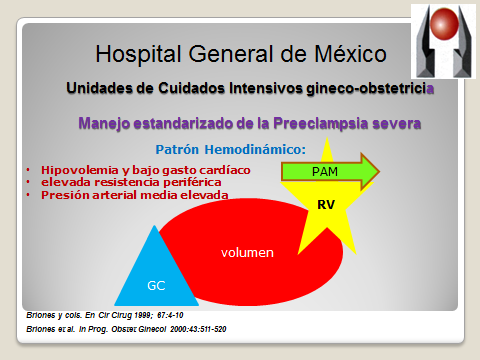 Hospital General de México
Unidades de Cuidados Intensivos gineco-obstetricia
Manejo estandarizado de la Preeclampsia severa
Patrón Hemodinámico:
• Hipovolemia y bajo gasto cardíaco
• elevada resistencia periférica
• Presión arterial media elevada
PAM
RV
volumen
GC
Briones y cols. En Cir Cirug 1999; 67:4-10
Briones et al. In Prog. Obstet Ginecol 2000:43:511-520